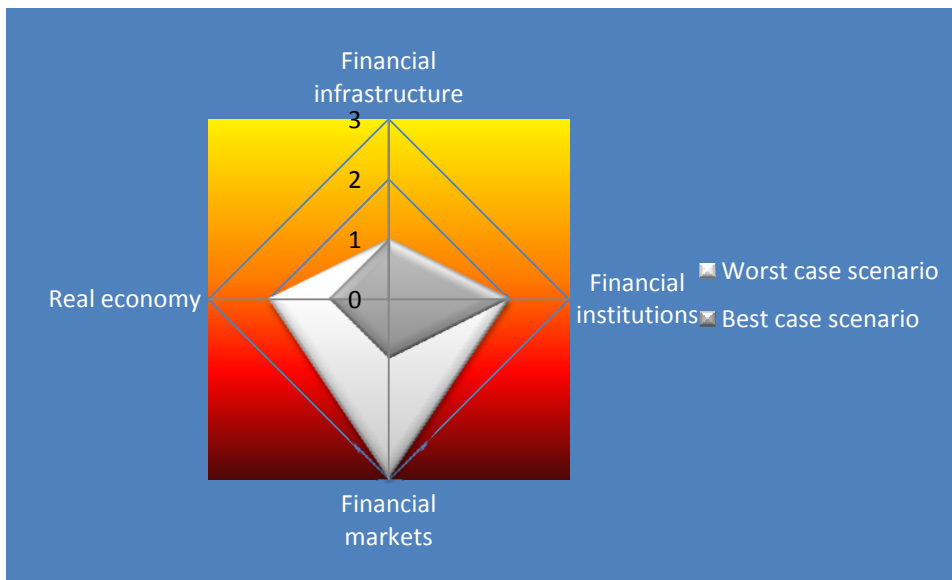 Financial
infrastructure
3
2
1
0
Real economy
Financial
institutions
Financial
markets
Worst case scenario
Best case scenario